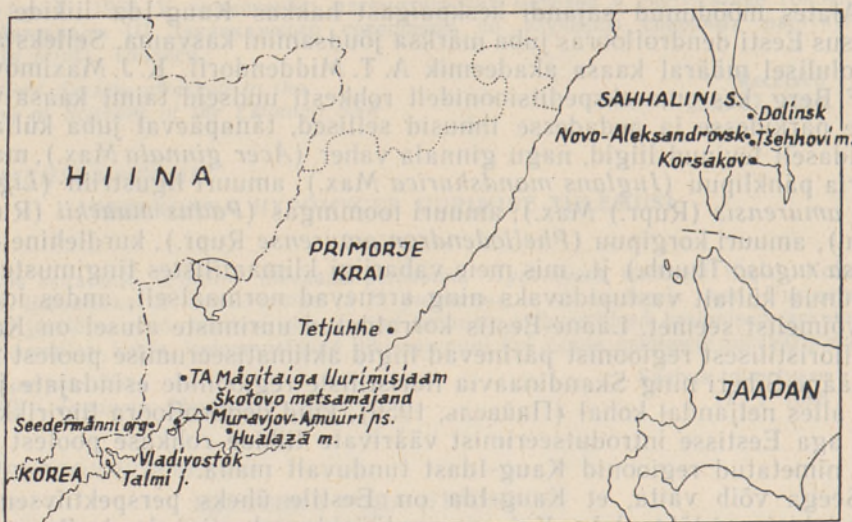 SAHHALINI S.
Dolinsk
Novo-Aleksandrovsk
Tšehhovi m.
Korsakov
HIINA
PRIMORJE
KRAI
Tetjuhhe
TA Mägitaiga Uurimisjaam
Škotovo metsamajand
Muravjov-Amuuri ps.
Seedermänni org
Hualazä m.
Vladivostok
Talmi j.
KOREA
JAAPAN